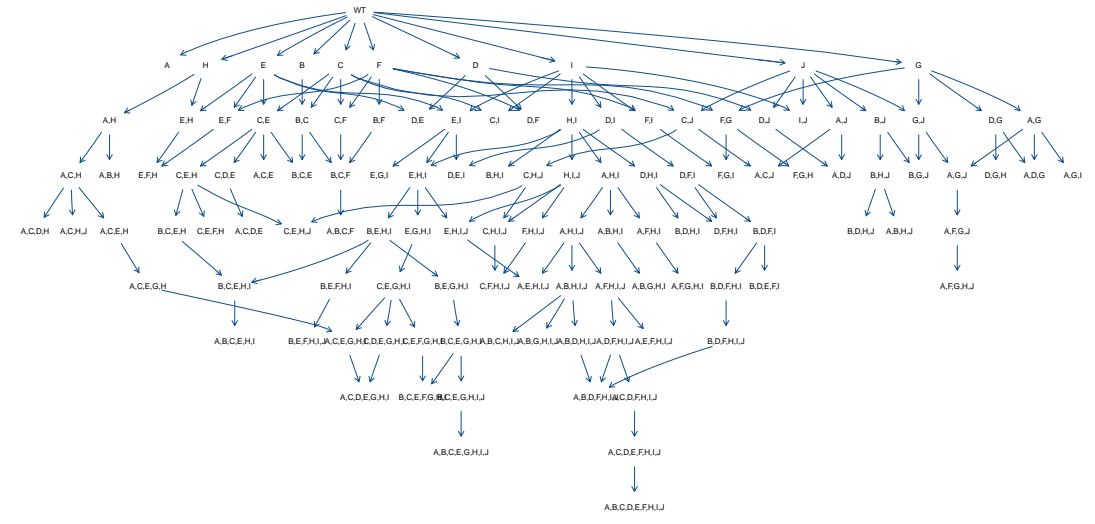 WT
A H E B C F D I J G
A,H E,H E,F C,E B,C C,F B,F D,E E,I C,I D,F H,I D,I F,I C,J F,G D,J I,J A,J B,J G,J D,G A,G
A,C,H A,B,H E,F,H C,E,H C,D,E A,C,E B,C,E B,C,F E,G,I E,H,I D,E,I B,H,I C,H,J H,I,J A,H,I D,H,I D,F,I F,G,I A,C,J F,G,H A,D,J B,H,J B,G,J A,G,J D,G,H A,D,G A,G,I
A,C,D,H A,C,H,J A,C,E,H B,C,E,H C,E,F,H A,C,D,E C,E,H,J A,B,C,F B,E,H,I E,G,H,I E,H,I,J C,H,I,J F,H,I,J A,H,I,J A,B,H,I A,F,H,I B,D,H,I D,F,H,I B,D,F,I B,D,H,J A,B,H,J A,F,G,J
A,C,E,G,H B,C,E,H,I B,E,F,H,I C,E,G,H,I B,E,G,H,I C,F,H,I,J A,E,H,I,J A,B,H,I,J A,F,H,I,J A,B,G,H,I A,F,G,H,I B,D,F,H,I B,D,E,F,I A,F,G,H,J
A,B,C,E,H,I B,E,F,H,I,J A,C,E,G,H,I C,D,E,G,H,I C,E,F,G,H,I B,C,E,G,H,I A,B,C,H,I,J A,B,G,H,I,J A,B,D,H,I,J A,D,F,H,I,J A,E,F,H,I,J B,D,F,H,I,J
A,C,D,E,G,H,I B,C,E,F,G,H,I B,C,E,G,H,I,J A,B,D,F,H,I,J A,C,D,F,H,I,J
A,B,C,E,G,H,I,J A,C,D,E,F,H,I,J
A,B,C,D,E,F,H,I,J